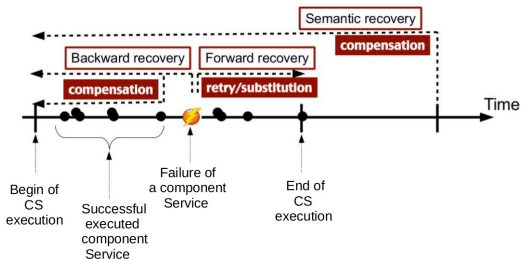 Semantic recovery
Backward recovery
Forward recovery
compensation
compensation
retry/substitution
Time
Begin of
CS
execution
Successful
executed
component
Service
Failure of
a component
Service
End of
CS
execution